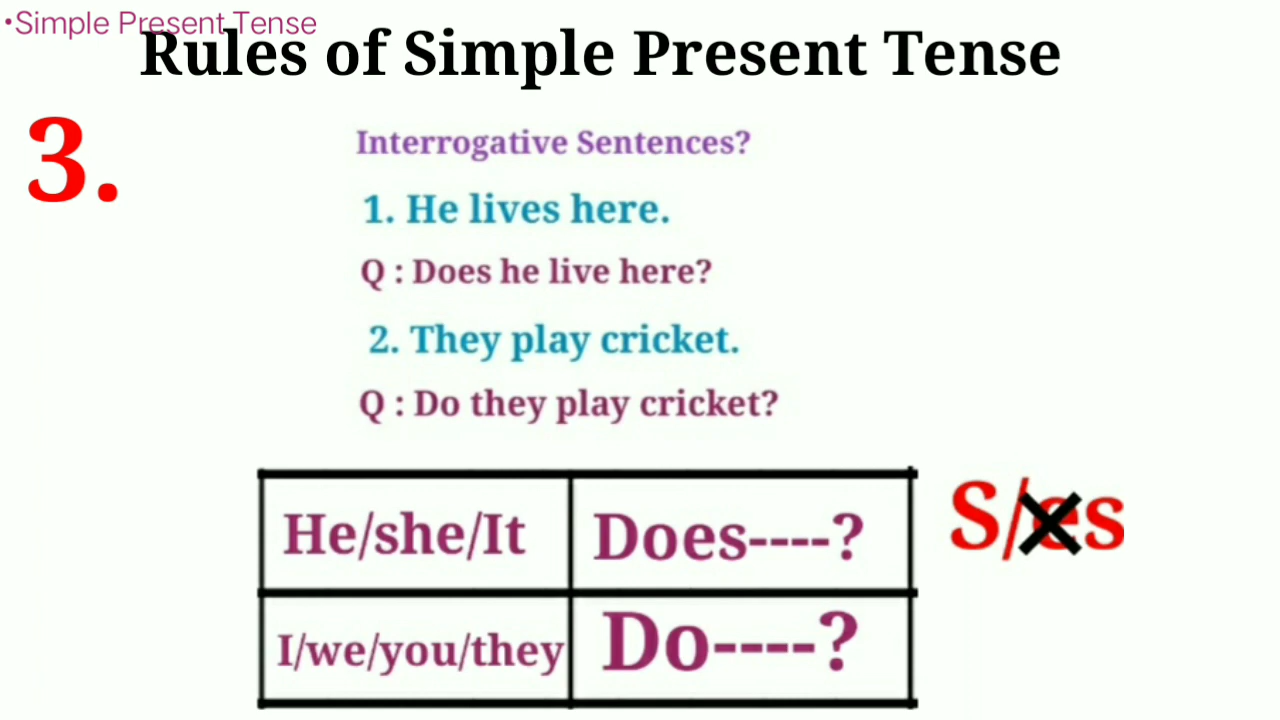 •Simple Present Tense
Rules of Simple Present Tense
3.
Interrogative Sentences?
1. He lives here.
Q : Does he live here?
2. They play cricket.
Q : Do they play cricket?
He/she/It Does----?
S/es
I/we/you/they Do----?